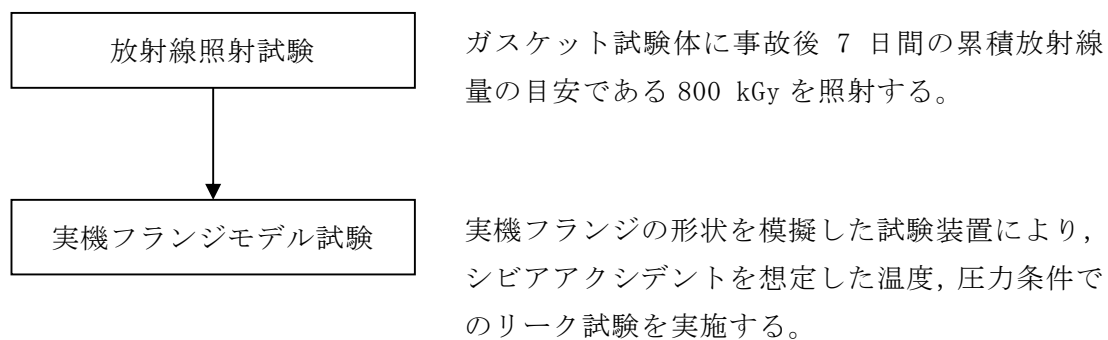 放射線照射試験
ガスケット試験体に事故後 7 日間の累積放射線
量の目安である 800 kGy を照射する。
実機フランジモデル試験
実機フランジの形状を模擬した試験装置により，
シビアアクシデントを想定した温度，圧力条件で
のリーク試験を実施する。